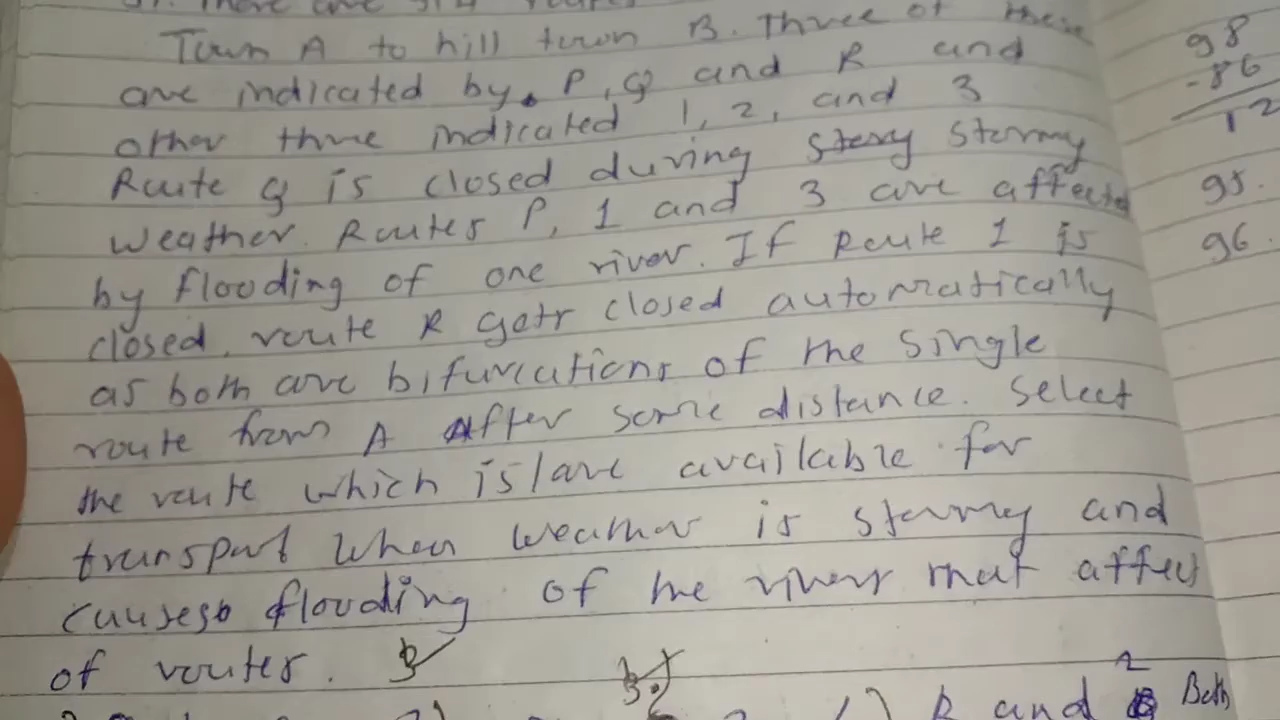 Town A to hill town B. Three of these
are indicated by P, Q and R and
other three indicated 1, 2, and 3
Route Q is closed during stery stormy
weather. Routes P, 1 and 3 are affected
by flooding of one river. If Route 1 is
closed, route R gets closed automatically
as both are bifurcations of the single
route from A After some distance. Select
the route which is/are available for
transport when weather is stormy and
causes flooding of the rivers that affect
of routes.
R and 2 Both
98
-86
12
95.
96.